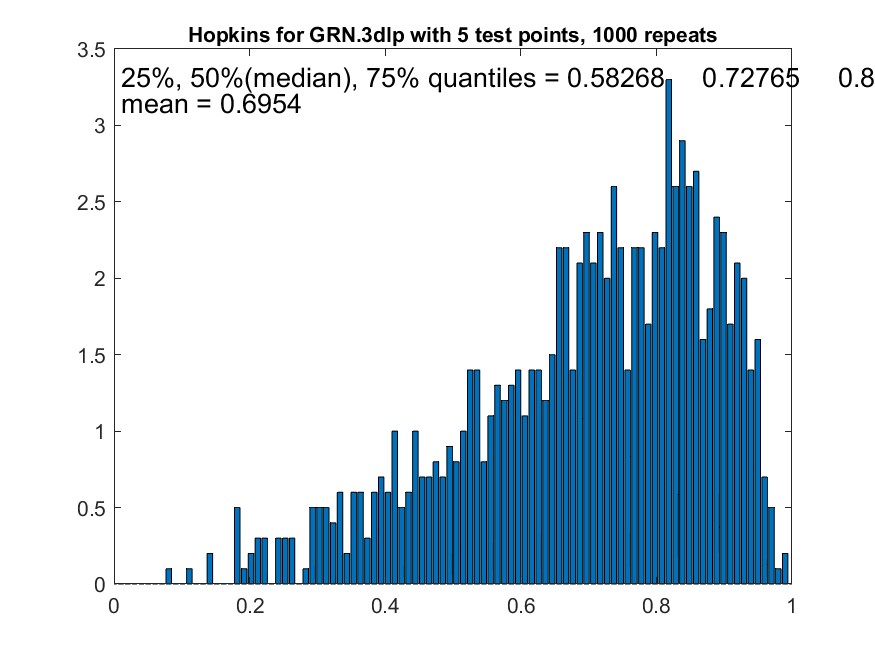 Hopkins for GRN.3dlp with 5 test points, 1000 repeats
25%, 50%(median), 75% quantiles = 0.58268 0.72765 0.8
mean = 0.6954
3.5
3
2.5
2
1.5
1
0.5
0
0 0.2 0.4 0.6 0.8 1